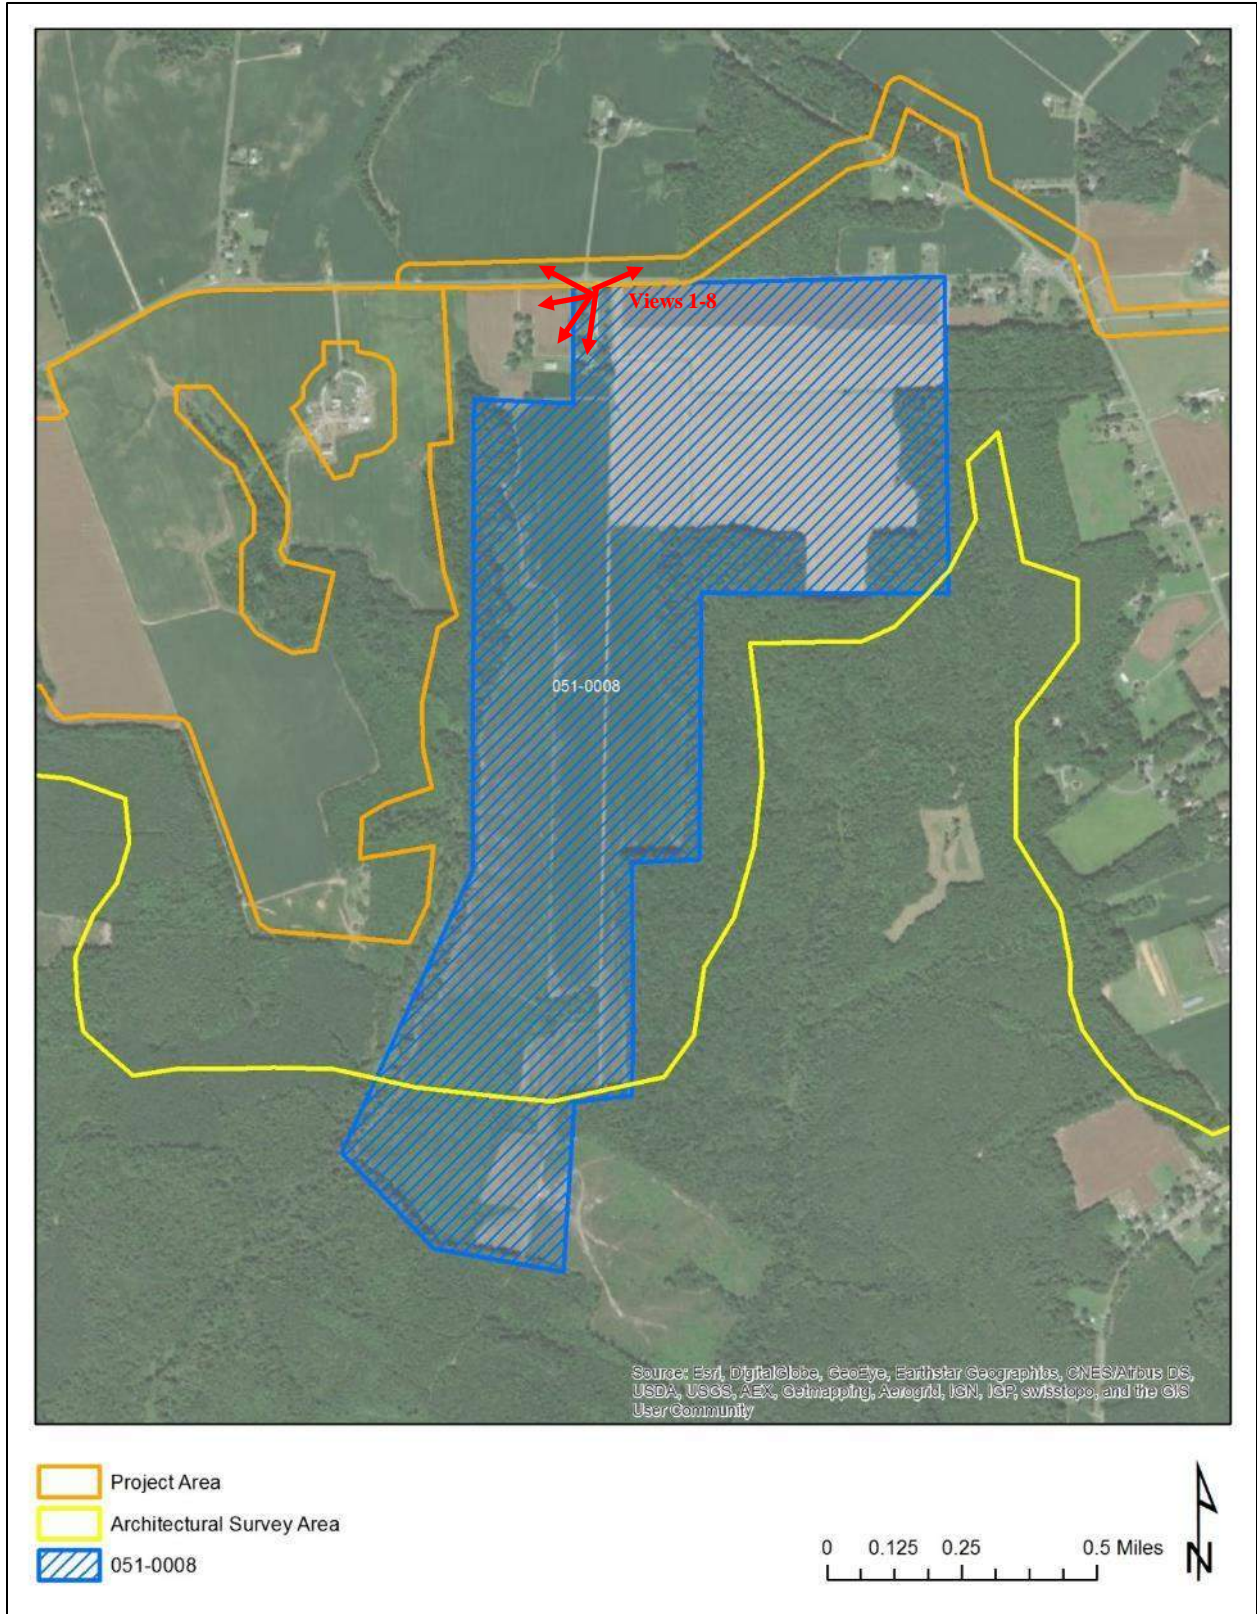 Views 1-8
051-0008
Source: Esri, DigitalGlobe, GeoEye, Earthstar Geographics, CNES/Airbus DS,
USDA, USGS, AEX, Getmapping, Aerogrid, IGN, IGP, swisstopo, and the GIS
User Community
Project Area
Architectural Survey Area
051-0008
0 0.125 0.25 0.5 Miles
N